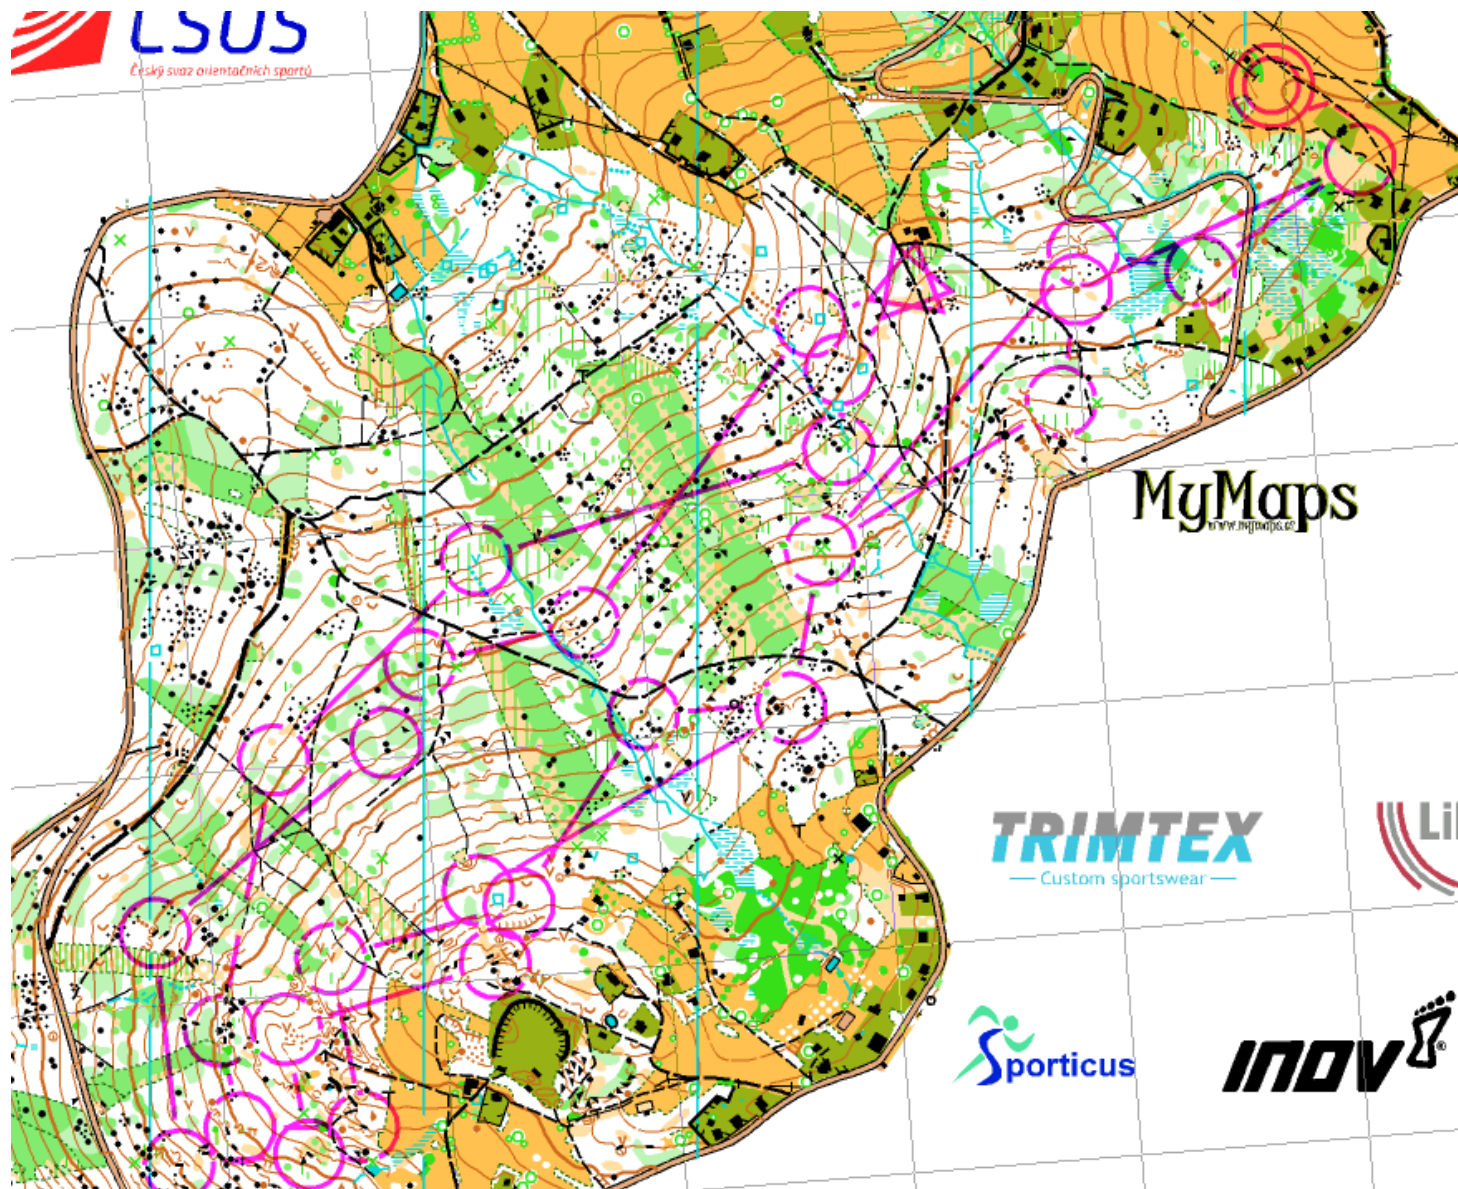 ČSOS
Český svaz orientačních sportů
MyMaps
www.mymaps.cz
TRIMTEX
Custom sportswear
Sporticus
INOV